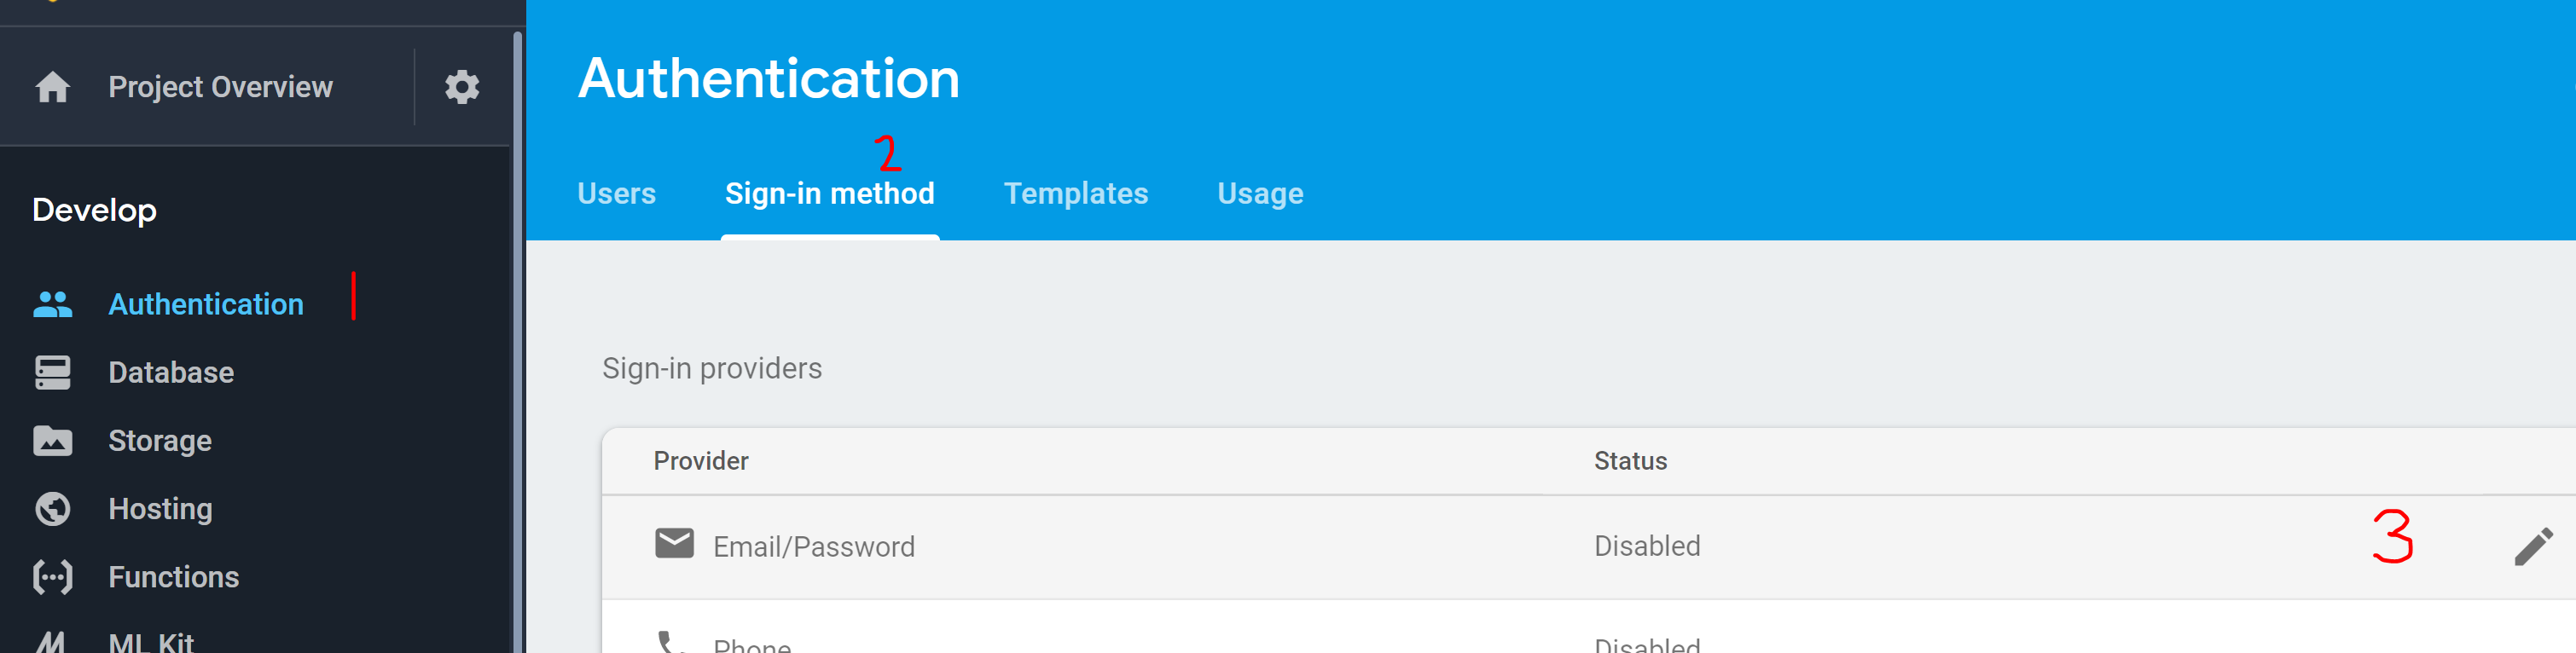 Project Overview
Develop
Authentication |
Database
Storage
Hosting
Functions
ML Kit
Authentication
2
Users Sign-in method Templates Usage
Sign-in providers
Provider Status
Email/Password Disabled 3
Phone Disabled